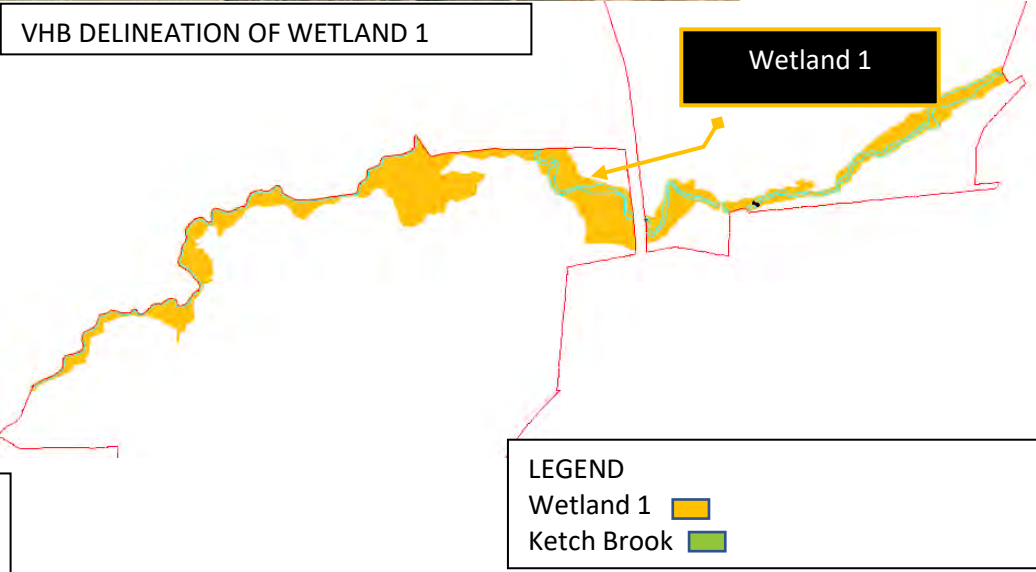 VHB DELINEATION OF WETLAND 1
Wetland 1
LEGEND
Wetland 1
Ketch Brook